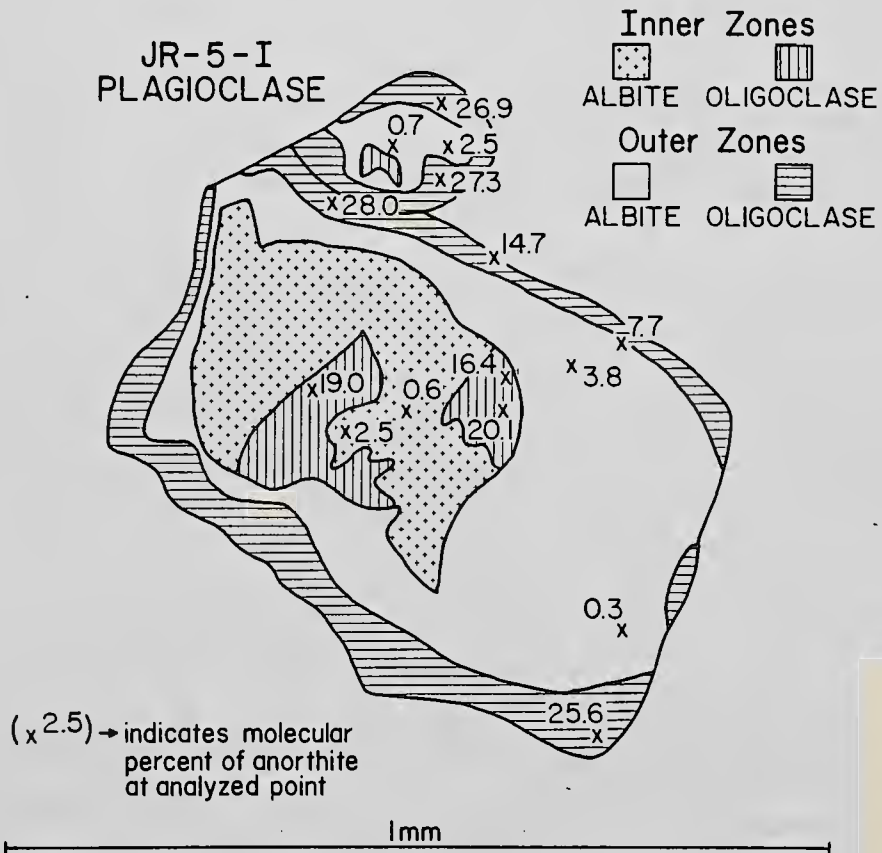 JR-5-I
PLAGIOCLASE
Inner Zones
ALBITE OLIGOCLASE
Outer Zones
ALBITE OLIGOCLASE
x 26.9
0.7
x
x 2.5
x 27.3
x 28.0
14.7
x
7.7
x
x 3.8
16.4
x
x 19.0
0.6
x
x
20.1
x 2.5
0.3
x
25.6
x
(x 2.5) → indicates molecular
percent of anorthite
at analyzed point
1mm